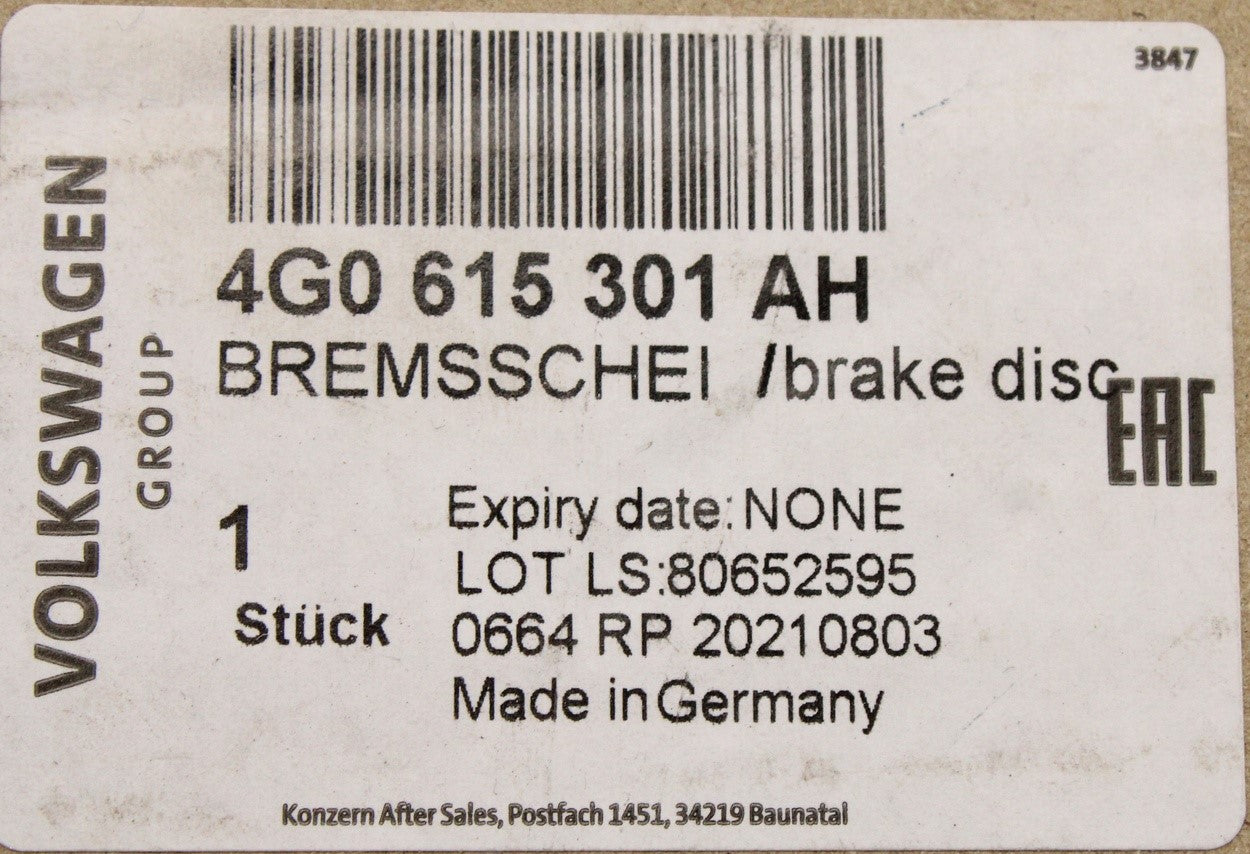 3847
VOLKSWAGEN
GROUP
4G0 615 301 AH
BREMSSCHEI /brake disc
EAC
1
Stück
Expiry date: NONE
LOT LS:80652595
0664 RP 20210803
Made in Germany
Konzern After Sales, Postfach 1451, 34219 Baunatal